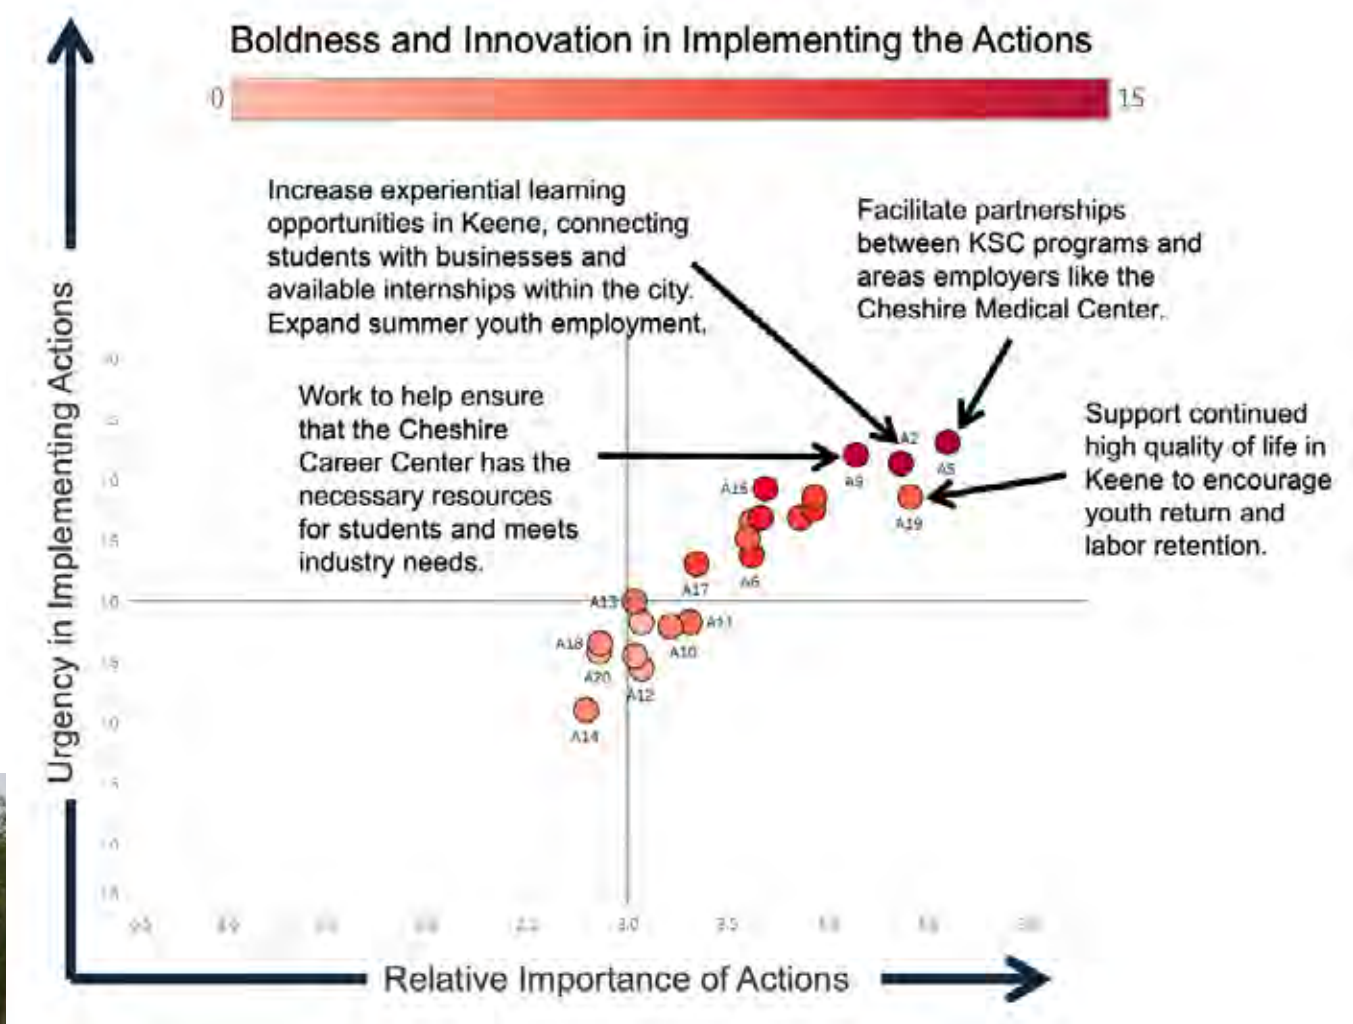 Boldness and Innovation in Implementing the Actions
0
15
Increase experiential learning
opportunities in Keene, connecting
students with businesses and
available internships within the city.
Expand summer youth employment.
Facilitate partnerships
between KSC programs and
areas employers like the
Cheshire Medical Center.
Work to help ensure
that the Cheshire
Career Center has the
necessary resources
for students and meets
industry needs.
Support continued
high quality of life in
Keene to encourage
youth return and
labor retention.
Urgency in Implementing Actions
A2
A5
A9
A19
A6
A17
A13
A11
A10
A18
A20
A12
A14
3.0
3.5
Relative Importance of Actions